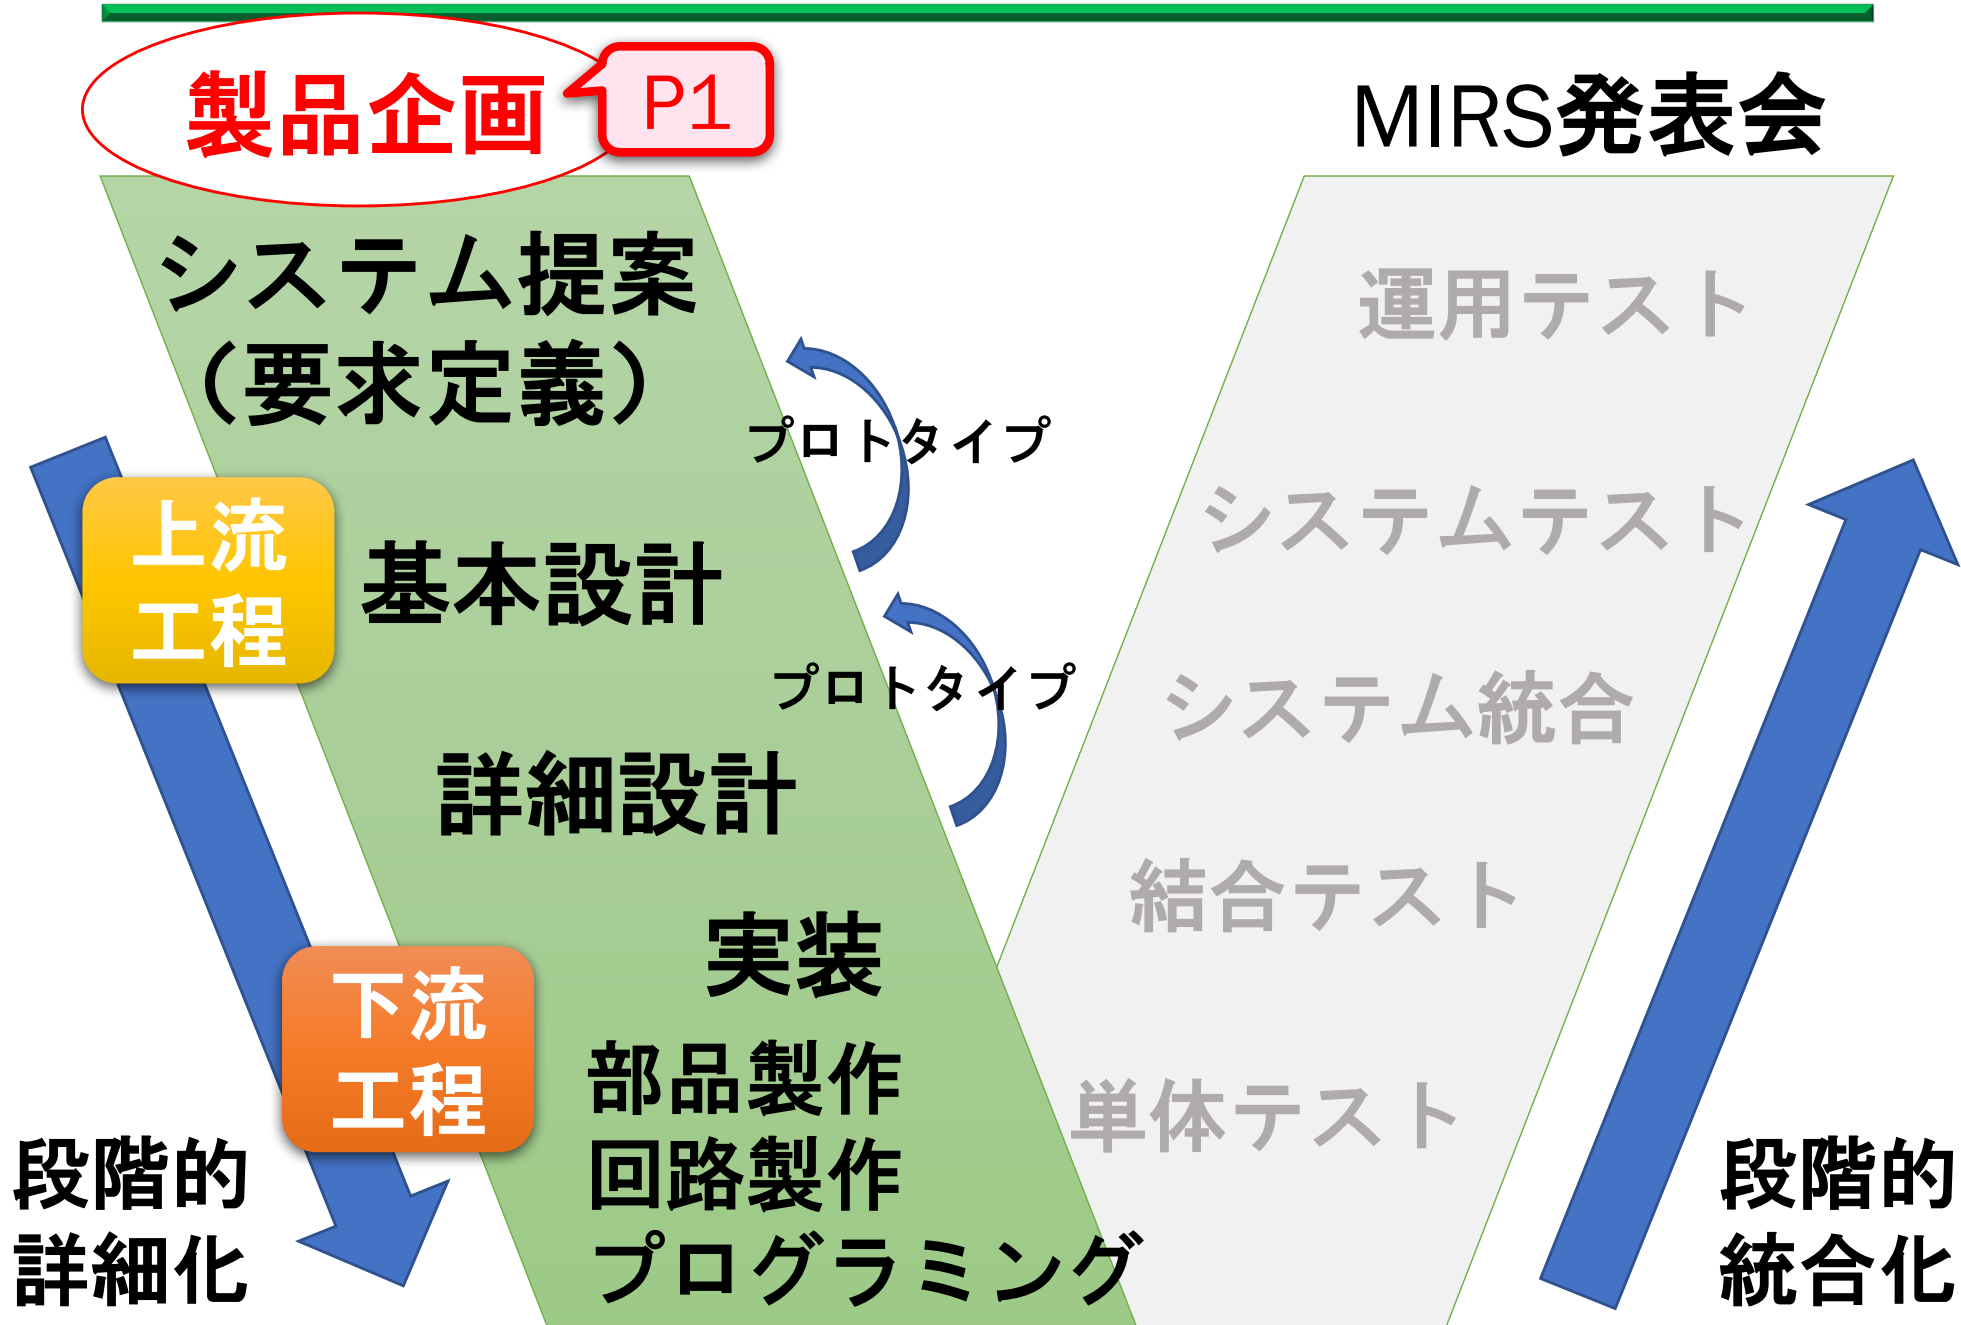 製品企画
P1
MIRS発表会
システム提案
（要求定義）
プロトタイプ
上流
工程
基本設計
プロトタイプ
詳細設計
実装
下流
工程
部品製作
回路製作
プログラミング
段階的
詳細化
運用テスト
システムテスト
システム統合
結合テスト
単体テスト
段階的
統合化